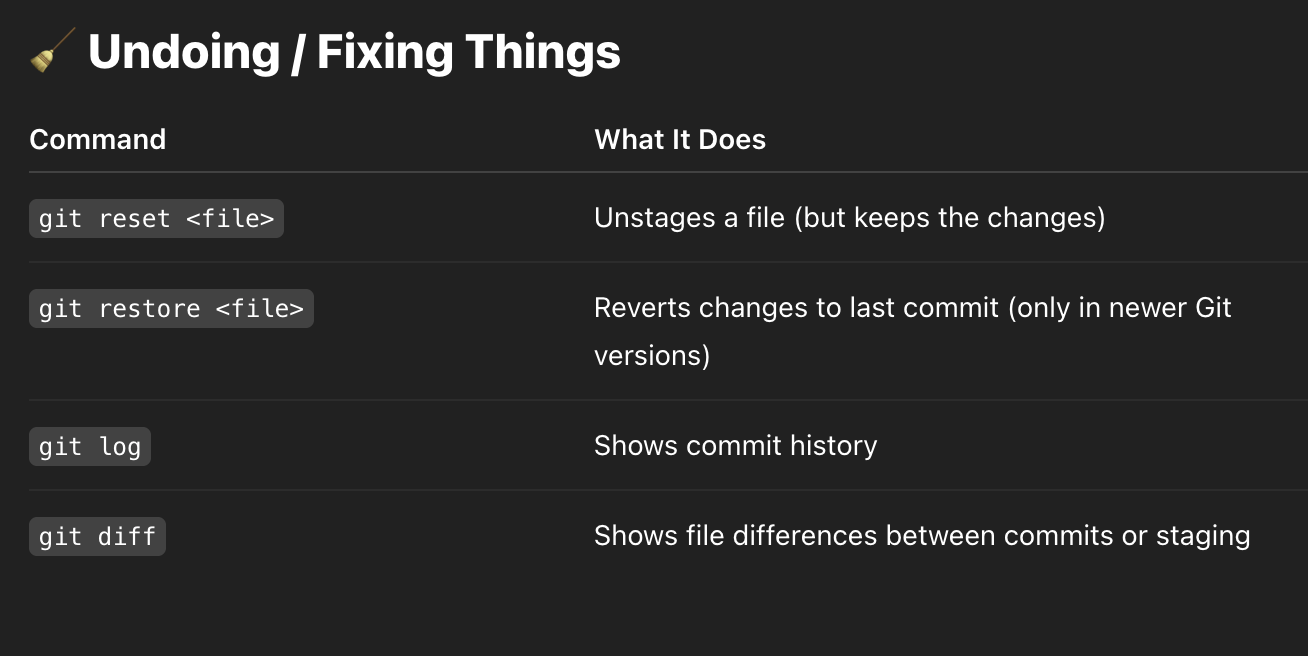 🧹 Undoing / Fixing Things
Command What It Does
git reset <file> Unstages a file (but keeps the changes)
git restore <file> Reverts changes to last commit (only in newer Git
versions)
git log Shows commit history
git diff Shows file differences between commits or staging